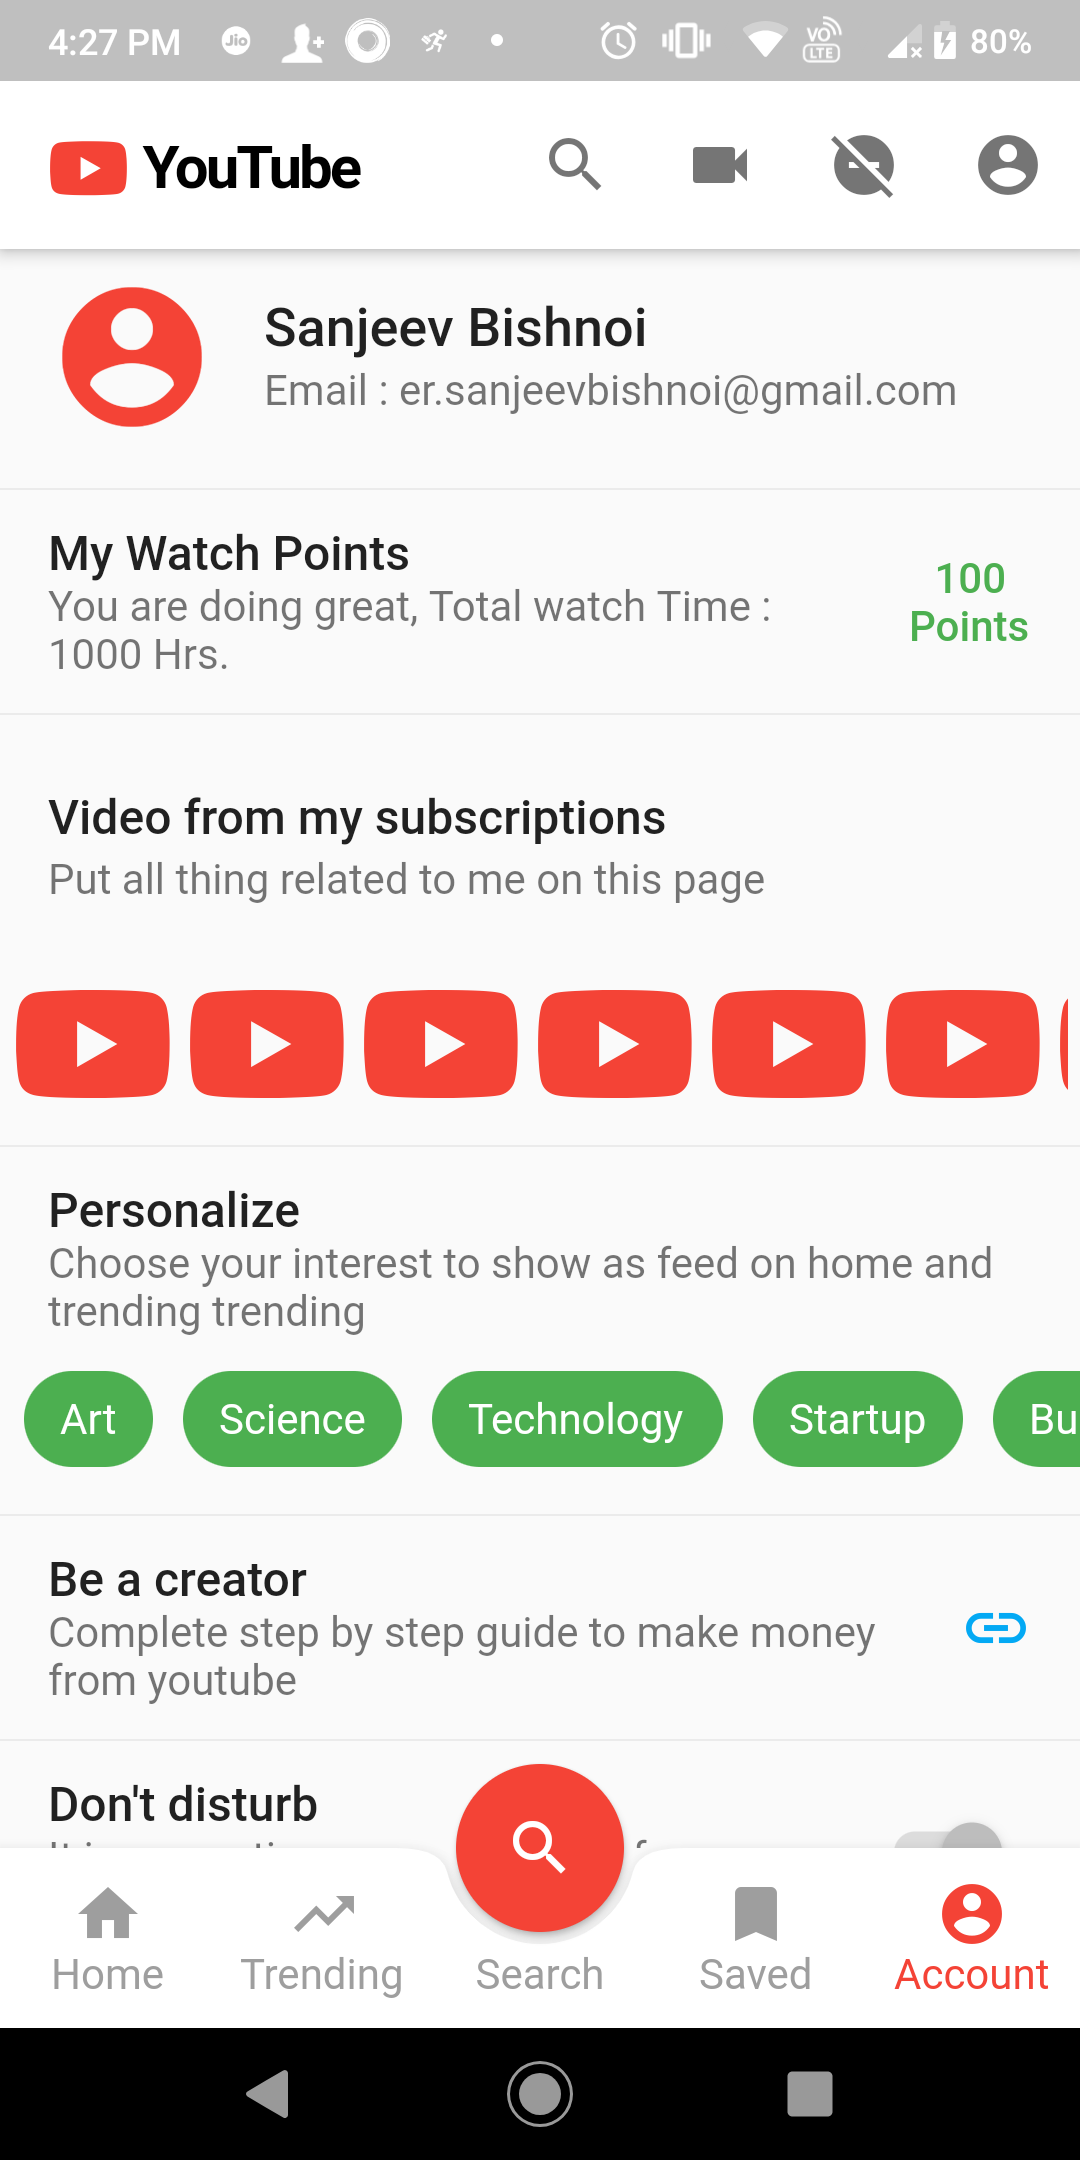 4:27 PM Jio VO LTE 80%
YouTube
Sanjeev Bishnoi
Email : er.sanjeevbishnoi@gmail.com
My Watch Points
You are doing great, Total watch Time :
1000 Hrs.
100
Points
Video from my subscriptions
Put all thing related to me on this page
Personalize
Choose your interest to show as feed on home and
trending trending
Art Science Technology Startup Bu
Be a creator
Complete step by step guide to make money
from youtube
Don't disturb
Home Trending Search Saved Account